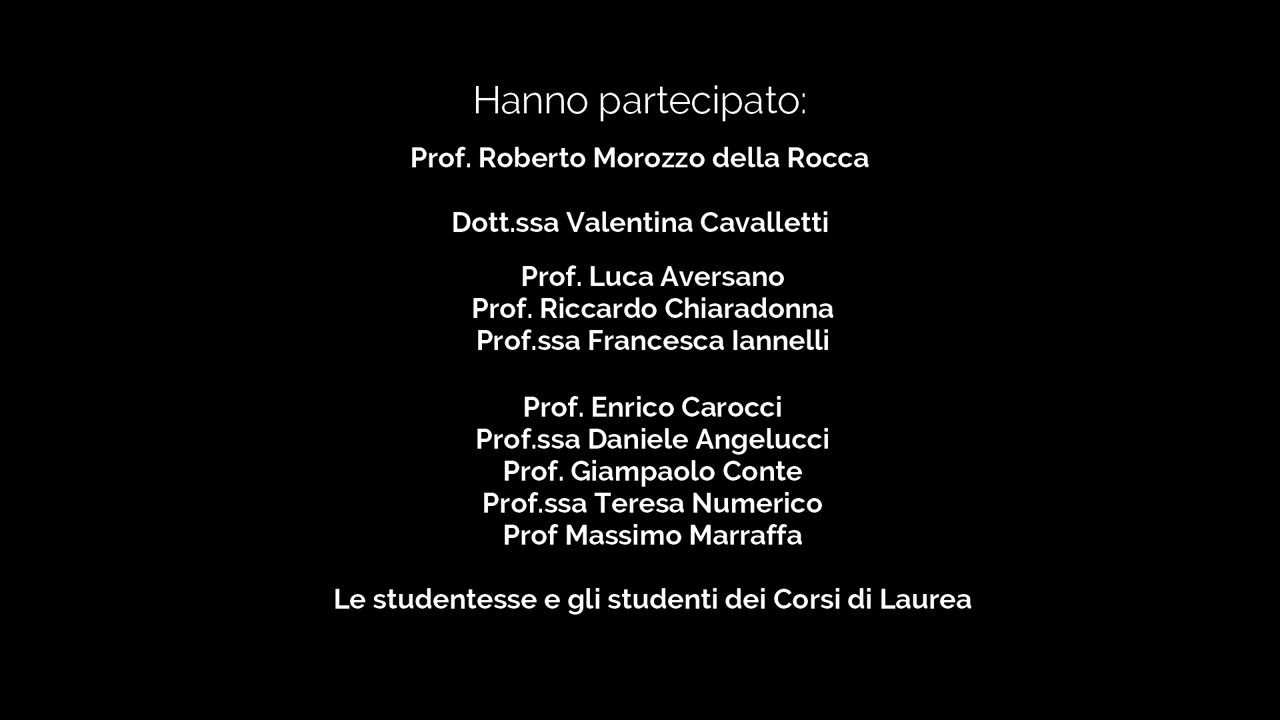 Hanno partecipato:
Prof. Roberto Morozzo della Rocca
Dott.ssa Valentina Cavalletti
Prof. Luca Aversano
Prof. Riccardo Chiaradonna
Prof.ssa Francesca Iannelli
Prof. Enrico Carocci
Prof.ssa Daniele Angelucci
Prof. Giampaolo Conte
Prof.ssa Teresa Numerico
Prof Massimo Marraffa
Le studentesse e gli studenti dei Corsi di Laurea